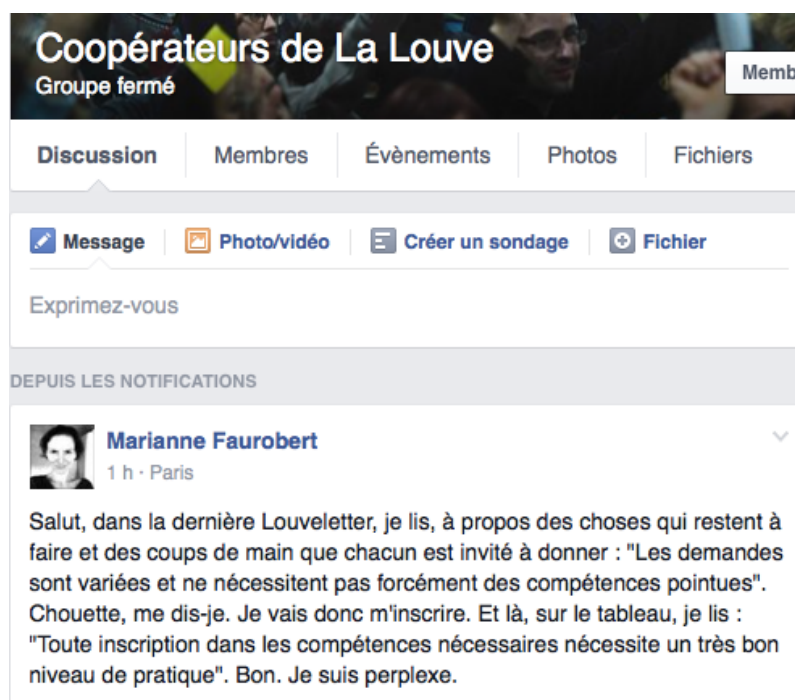 Coopérateurs de La Louve
Groupe fermé
Discussion Membres Évènements Photos Fichiers
Message Photo/vidéo Créer un sondage Fichier
Exprimez-vous
DEPUIS LES NOTIFICATIONS
Marianne Faurobert
1 h · Paris
Salut, dans la dernière Louveletter, je lis, à propos des choses qui restent à
faire et des coups de main que chacun est invité à donner : "Les demandes
sont variées et ne nécessitent pas forcément des compétences pointues".
Chouette, me dis-je. Je vais donc m'inscrire. Et là, sur le tableau, je lis :
"Toute inscription dans les compétences nécessaires nécessite un très bon
niveau de pratique". Bon. Je suis perplexe.